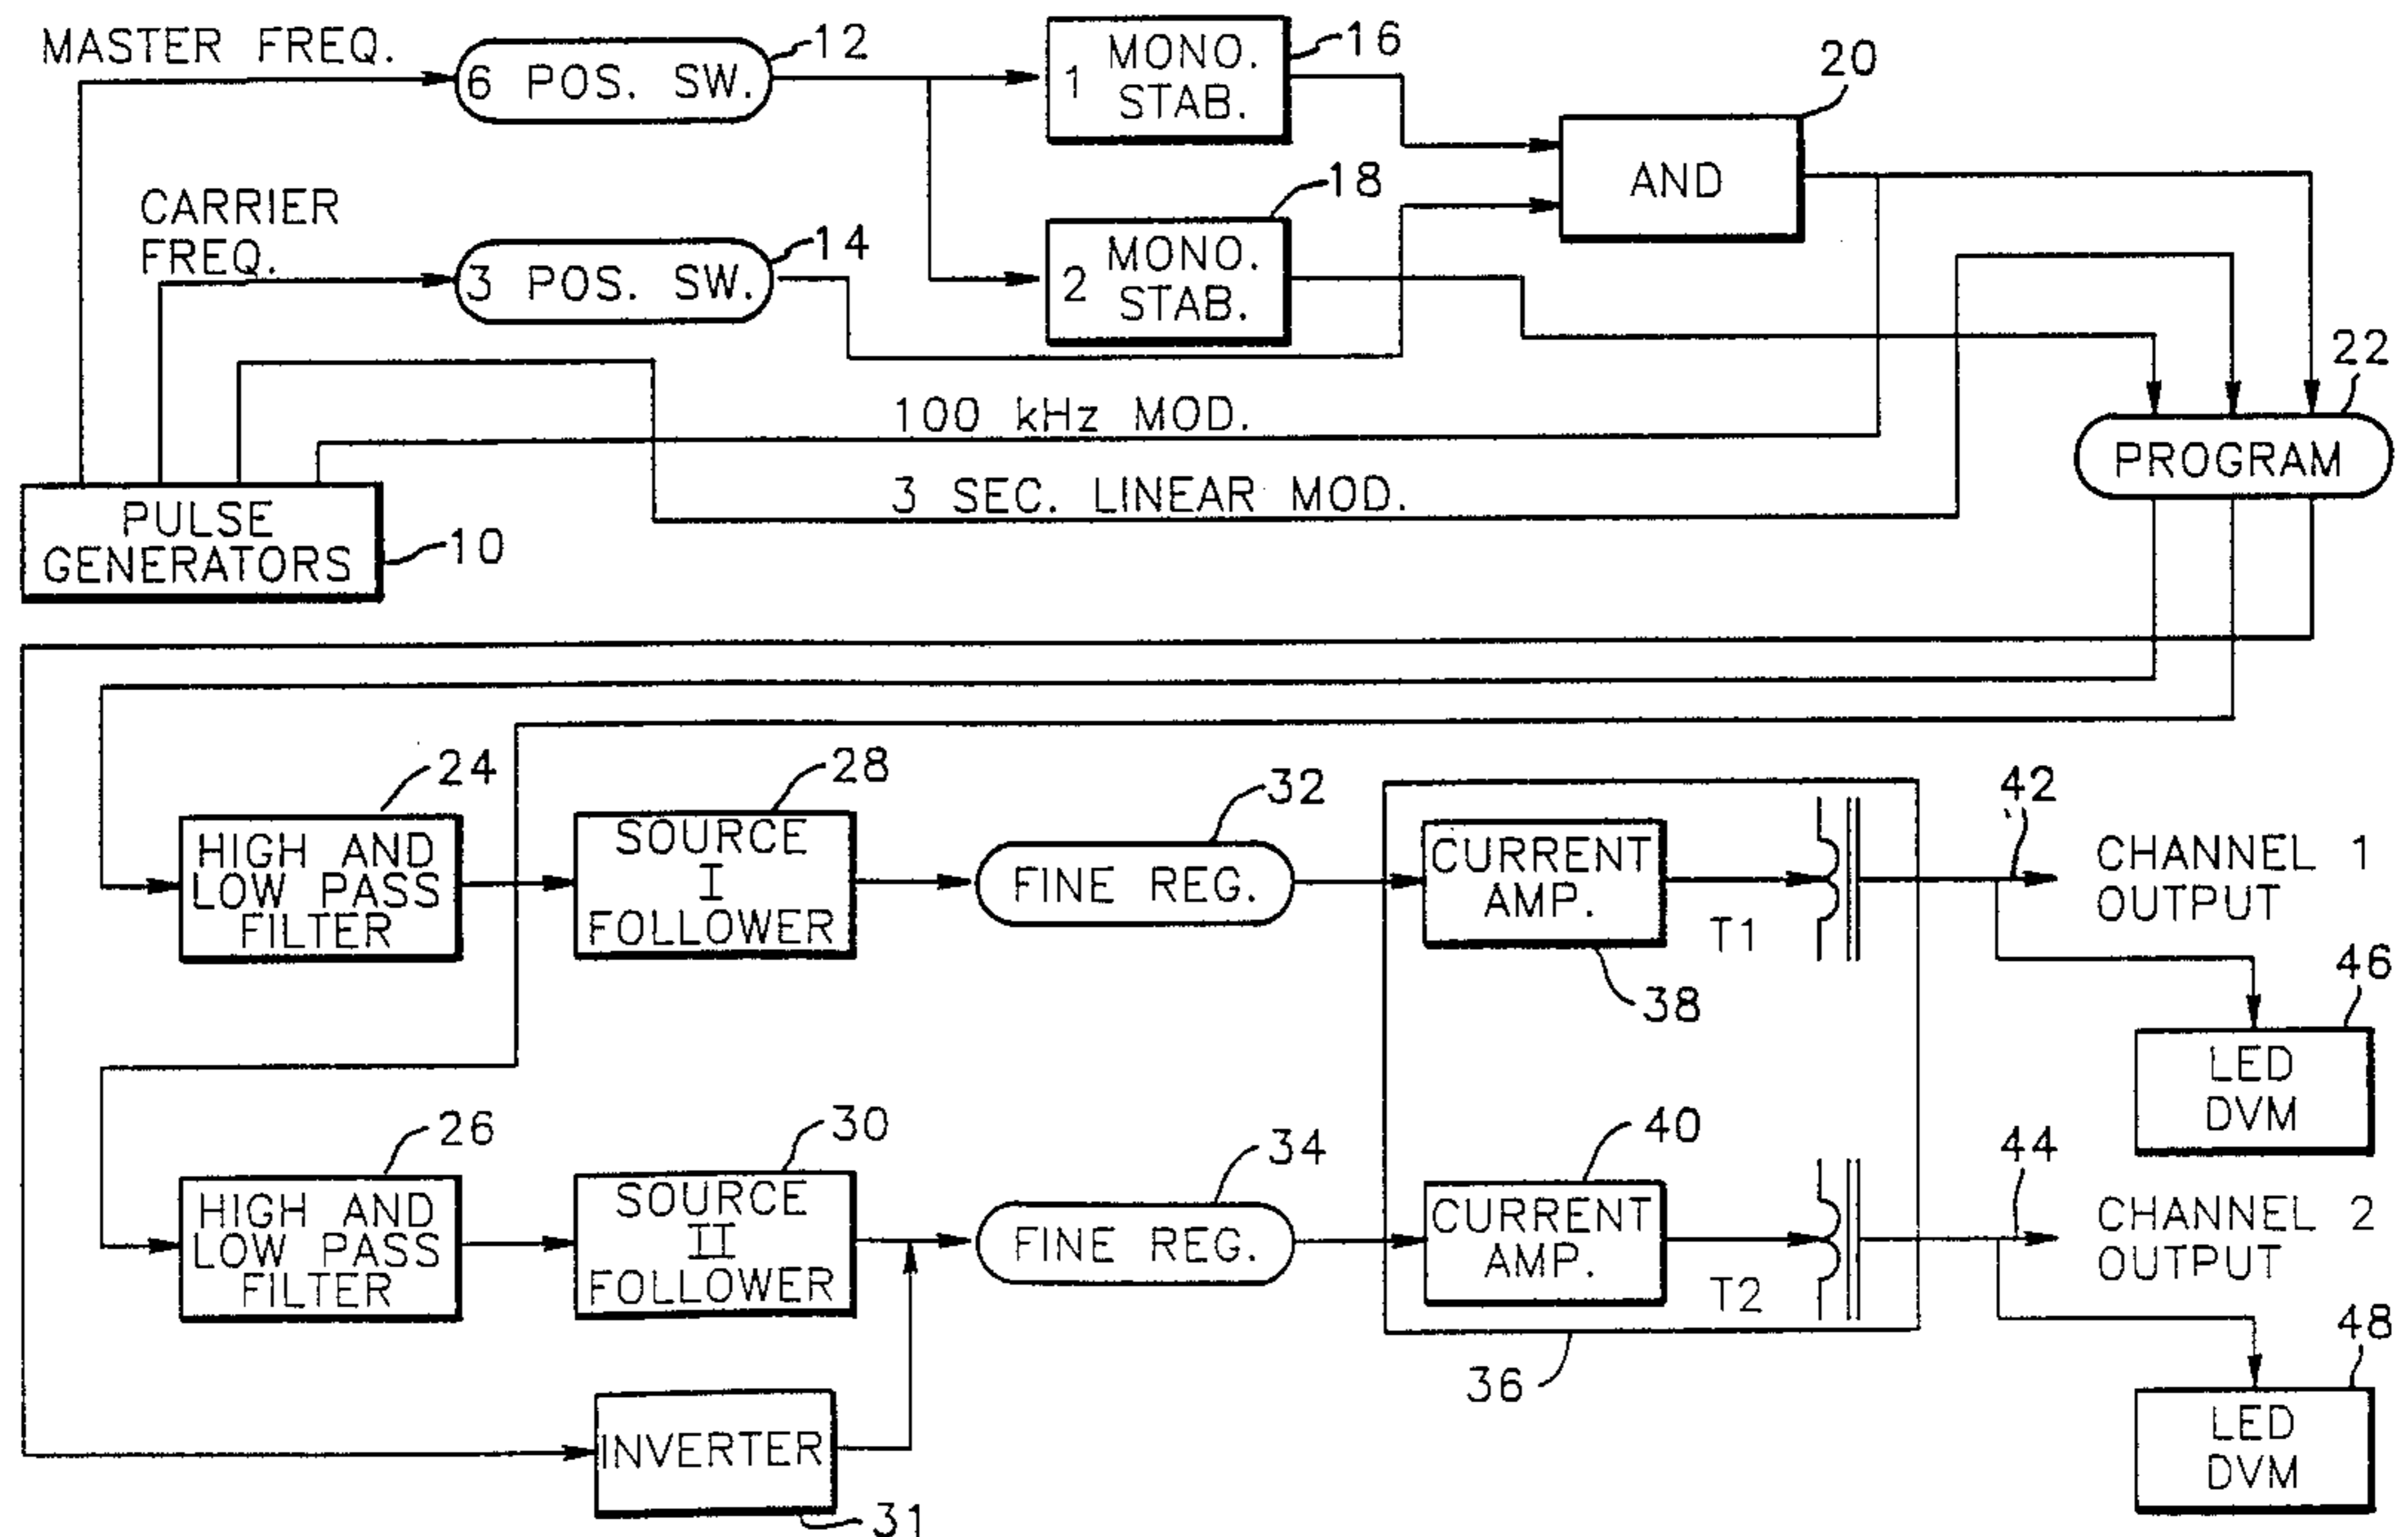 MASTER FREQ.
6 POS. SW.
12
1 MONO. STAB.
16
20
AND
CARRIER
FREQ.
3 POS. SW.
14
2 MONO. STAB.
18
22
PROGRAM
100 kHz MOD.
3 SEC. LINEAR MOD.
PULSE
GENERATORS
10
24
HIGH AND
LOW PASS
FILTER
28
SOURCE
I
FOLLOWER
32
FINE REG.
CURRENT
AMP.
38
T1
42
CHANNEL 1
OUTPUT
46
LED
DVM
26
HIGH AND
LOW PASS
FILTER
30
SOURCE
II
FOLLOWER
34
FINE REG.
40
CURRENT
AMP.
T2
36
44
CHANNEL 2
OUTPUT
48
LED
DVM
INVERTER
31